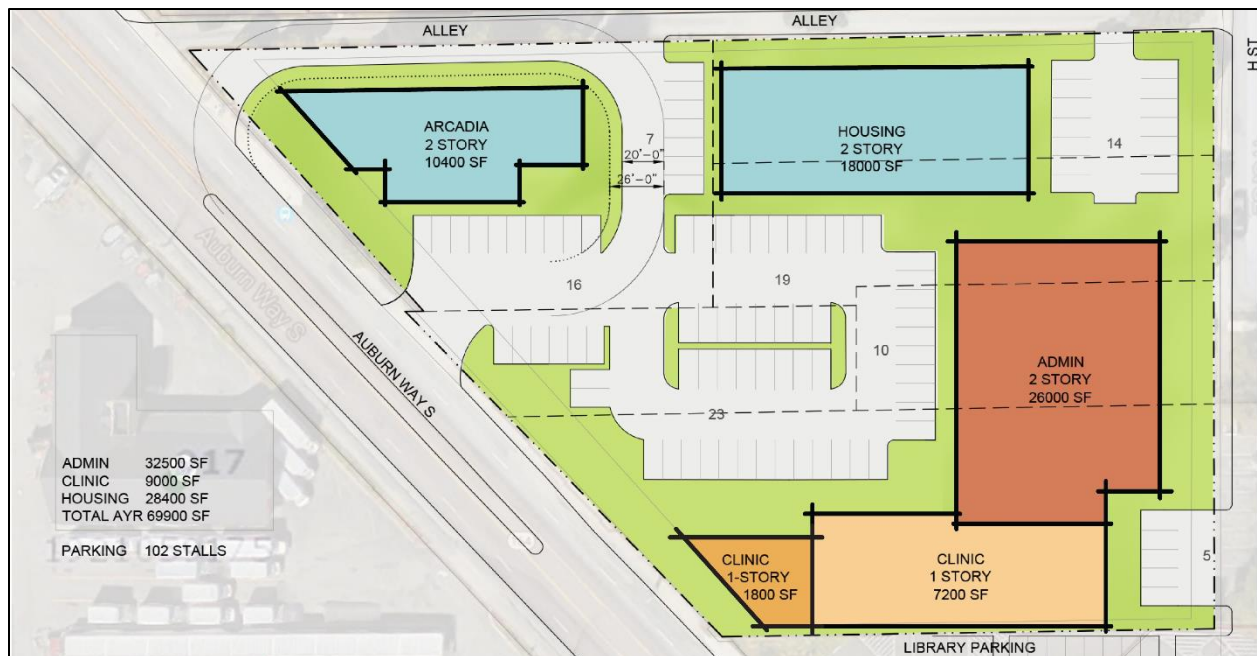 ALLEY
ALLEY
H ST
ARCADIA
2 STORY
10400 SF
7
20'-0"
26'-0"
HOUSING
2 STORY
18000 SF
14
16
19
10
23
Auburn Way S
AUBURN WAY S
ADMIN
2 STORY
26000 SF
CLINIC
1-STORY
1800 SF
CLINIC
1 STORY
7200 SF
5
LIBRARY PARKING
ADMIN 32500 SF
CLINIC 9000 SF
HOUSING 28400 SF
TOTAL AYR 69900 SF
PARKING 102 STALLS